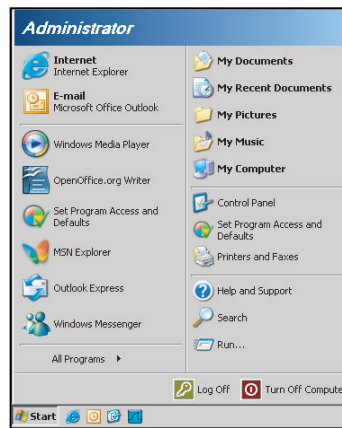 Administrator
Internet
Internet Explorer
E-mail
Microsoft Office Outlook
Windows Media Player
OpenOffice.org Writer
Set Program Access and
Defaults
MSN Explorer
Outlook Express
Windows Messenger
All Programs
My Documents
My Recent Documents
My Pictures
My Music
My Computer
Control Panel
Set Program Access and
Defaults
Printers and Faxes
Help and Support
Search
Run...
Log Off
Turn Off Compute
Start